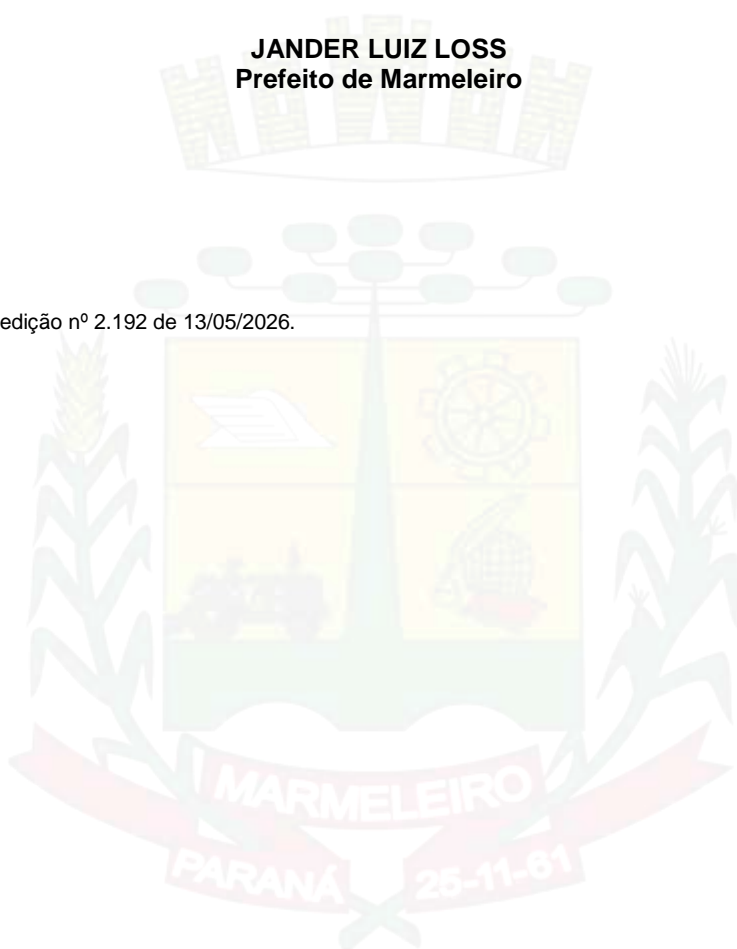 JANDER LUIZ LOSS
Prefeito de Marmeleiro
edição nº 2.192 de 13/05/2026.
MARMELEIRO
PARANÁ 25-11-61